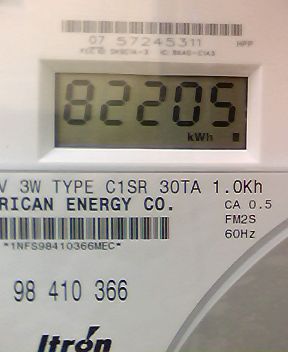 07 57245311
82205
kWh
V 3W TYPE C1SR 30TA 1.0Kh
RICAN ENERGY CO.
CA 0.5
FM2S
60Hz
*1NFS98410366MEC*
98 410 366
Itrón